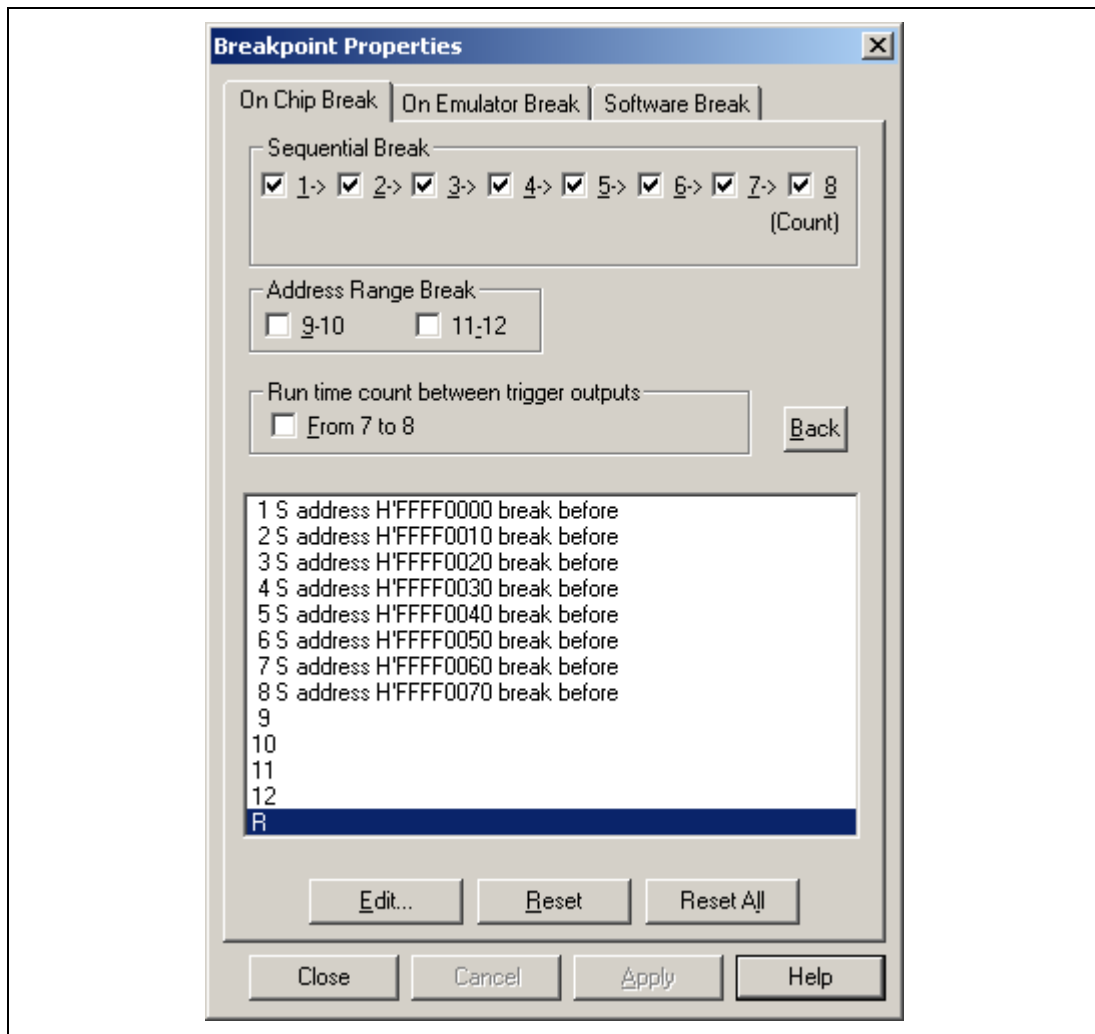 Breakpoint Properties
On Chip Break On Emulator Break Software Break
Sequential Break
1-> 2-> 3-> 4-> 5-> 6-> 7-> 8
(Count)
Address Range Break
9-10 11-12
Run time count between trigger outputs
From 7 to 8
Back
1 S address H'FFFF0000 break before
2 S address H'FFFF0010 break before
3 S address H'FFFF0020 break before
4 S address H'FFFF0030 break before
5 S address H'FFFF0040 break before
6 S address H'FFFF0050 break before
7 S address H'FFFF0060 break before
8 S address H'FFFF0070 break before
9
10
11
12
R
Edit... Reset Reset All
Close Cancel Apply Help